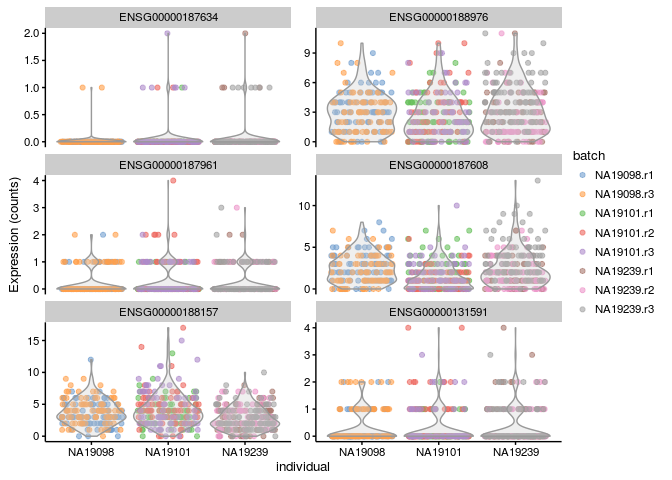 ENSG00000187634
ENSG00000188976
2.0
1.5
1.0
0.5
0.0
9
6
3
0
ENSG00000187961
ENSG00000187608
4
3
2
1
0
10
5
0
ENSG00000188157
ENSG00000131591
15
10
5
0
4
3
2
1
0
NA19098 NA19101 NA19239
NA19098 NA19101 NA19239
individual
Expression (counts)
batch
NA19098.r1
NA19098.r3
NA19101.r1
NA19101.r2
NA19101.r3
NA19239.r1
NA19239.r2
NA19239.r3